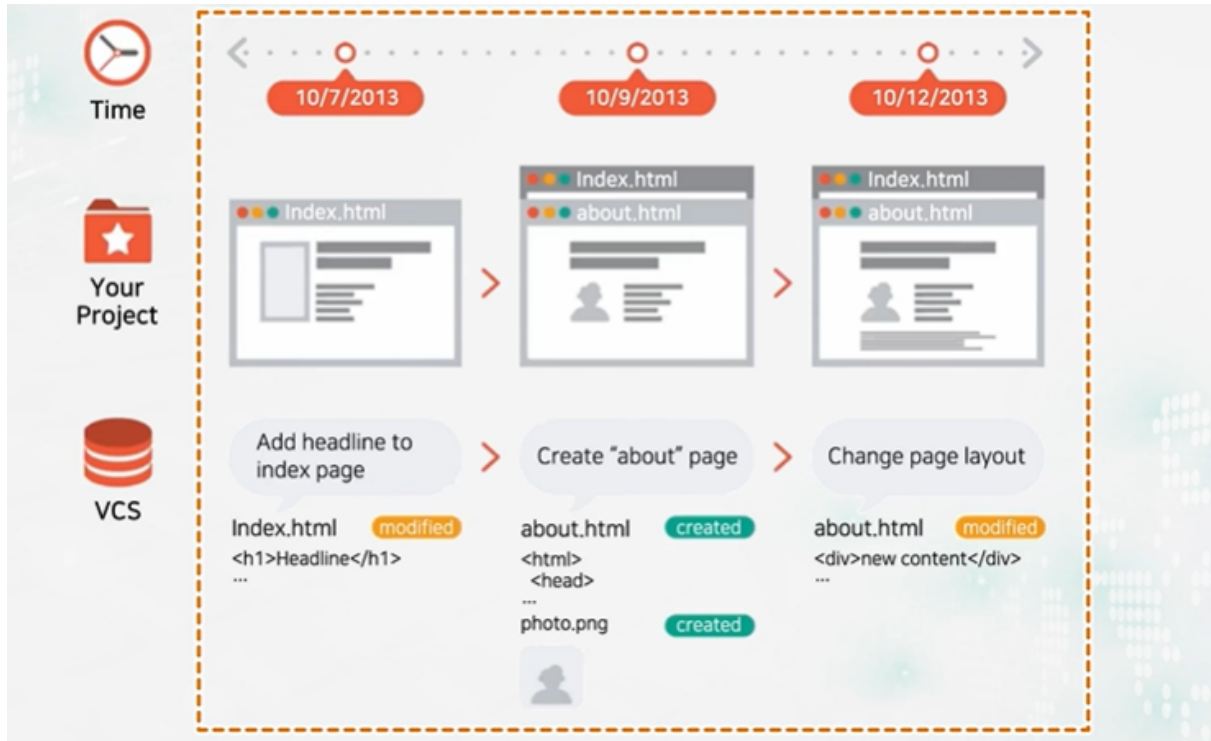 Time
10/7/2013
10/9/2013
10/12/2013
Your
Project
Index.html
Index.html
about.html
Index.html
about.html
VCS
Add headline to
index page
Create "about" page
Change page layout
Index.html modified
<h1>Headline</h1>
...
about.html created
<html>
<head>
...
photo.png created
about.html modified
<div>new content</div>
...